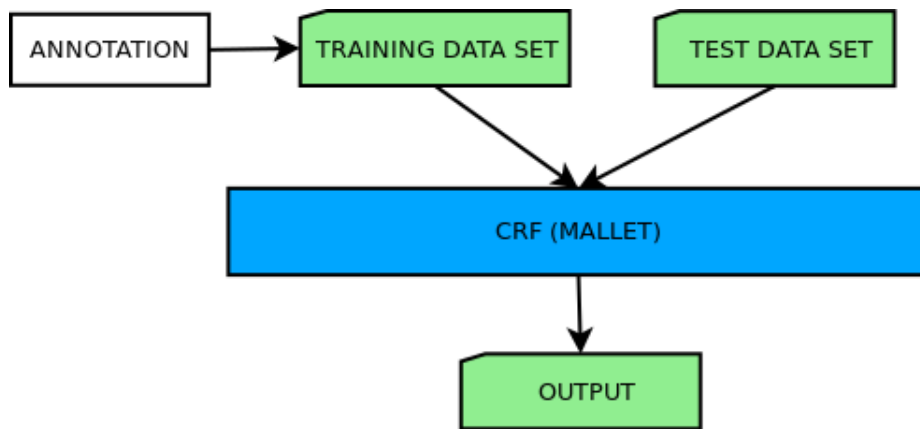 ANNOTATION
TRAINING DATA SET
TEST DATA SET
CRF (MALLET)
OUTPUT